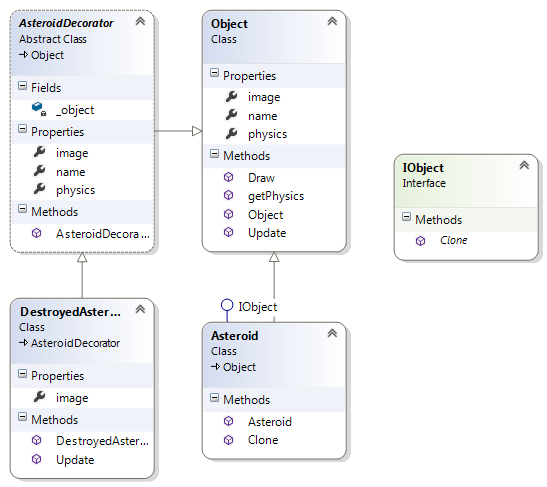 AsteroidDecorator
Abstract Class
Object
Fields
_object
Properties
image
name
physics
Methods
AsteroidDecora...
Object
Class
Properties
image
name
physics
Methods
Draw
getPhysics
Object
Update
IObject
Interface
Methods
Clone
DestroyedAster...
Class
AsteroidDecorator
Properties
image
Methods
DestroyedAster...
Update
IObject
Asteroid
Class
Object
Methods
Asteroid
Clone